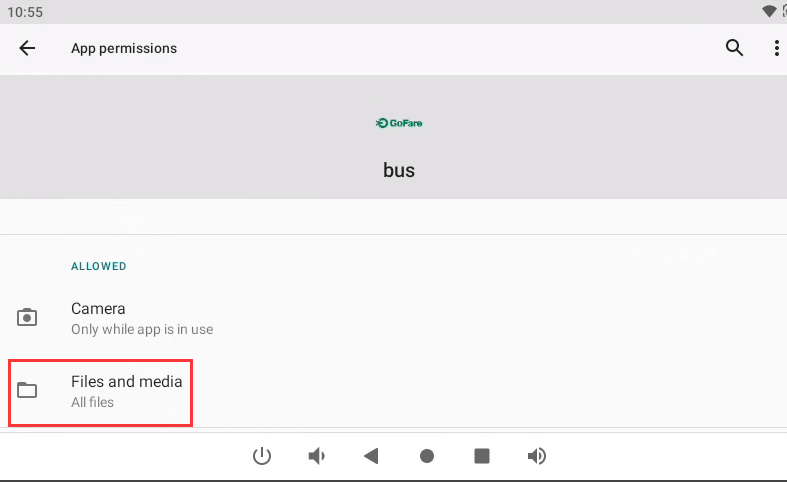 10:55
App permissions
GoFare
bus
ALLOWED
Camera
Only while app is in use
Files and media
All files